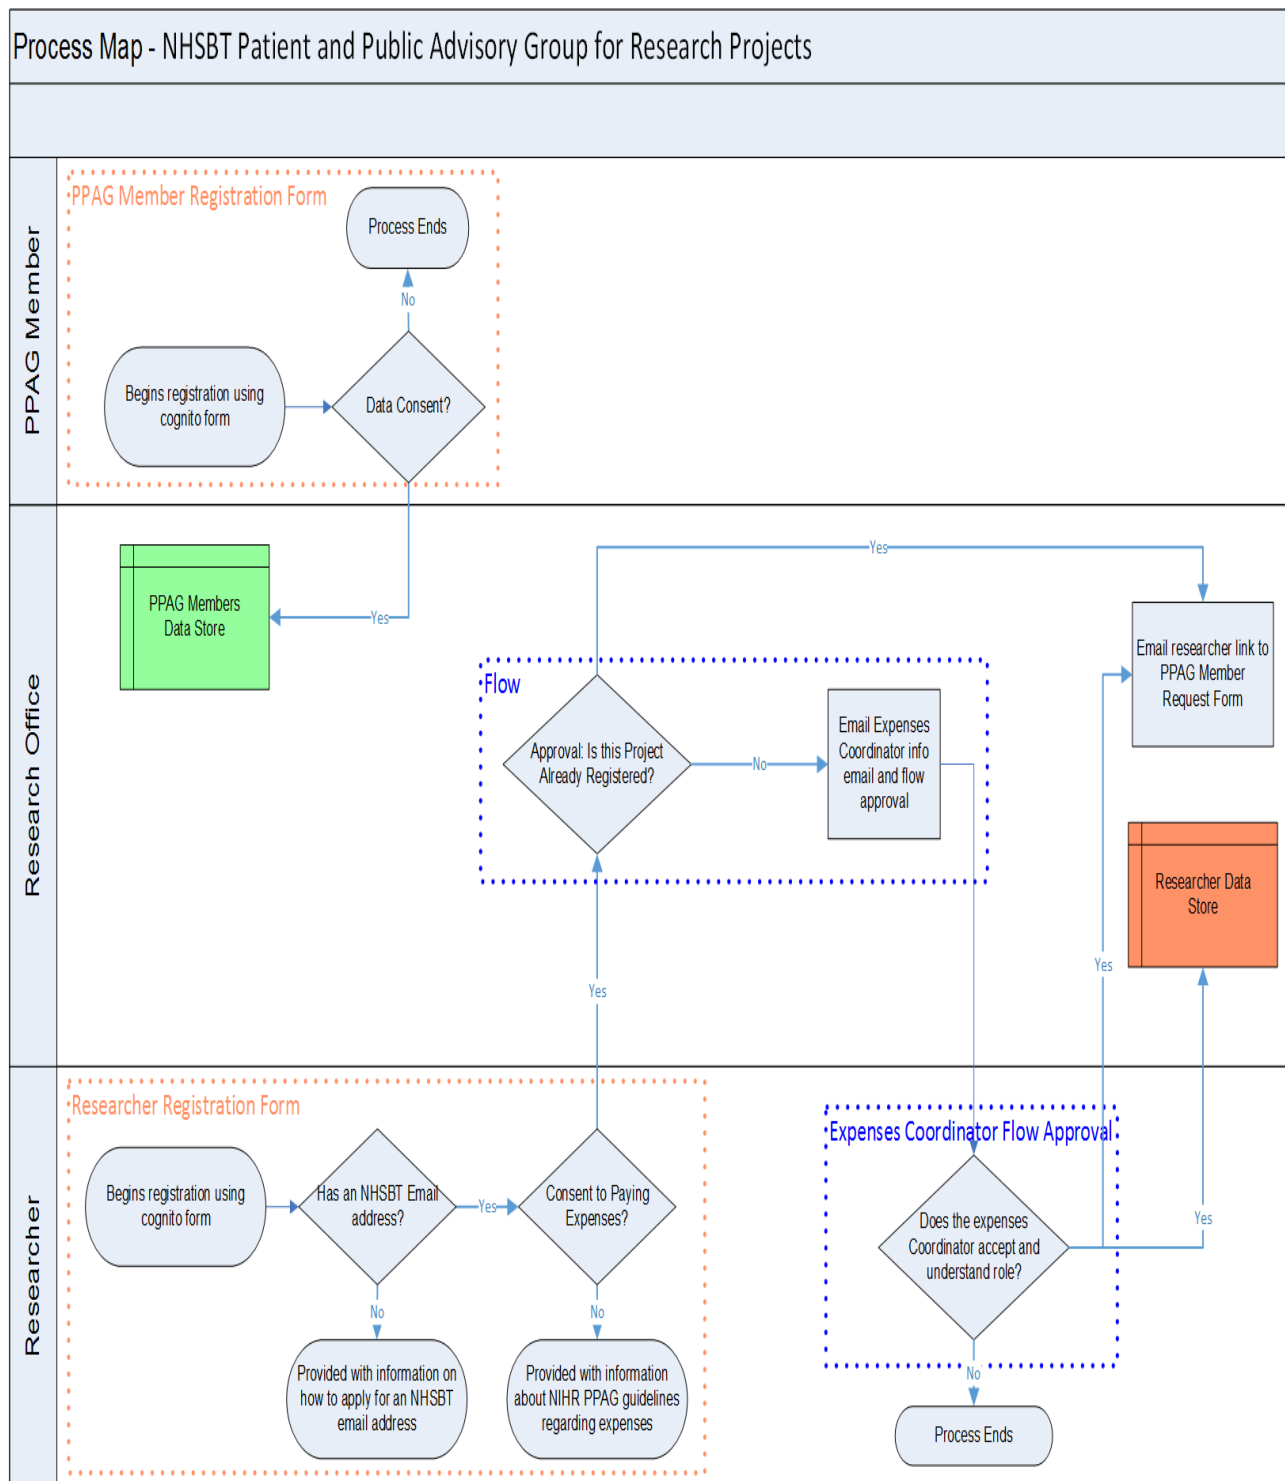 Process Map - NHSBT Patient and Public Advisory Group for Research Projects
PPAG Member
PPAG Member Registration Form
Process Ends
No
Begins registration using
cognito form
Data Consent?
Research Office
Yes
PPAG Members
Data Store
Yes
Email researcher link to
PPAG Member
Request Form
Flow
Approval: Is this Project
Already Registered?
No
Email Expenses
Coordinator info
email and flow
approval
Researcher Data
Store
Yes
Yes
Researcher
Researcher Registration Form
Begins registration using
cognito form
Has an NHSBT Email
address?
Yes
Consent to Paying
Expenses?
No
No
Provided with information on
how to apply for an NHSBT
email address
Provided with information
about NIHR PPAG guidelines
regarding expenses
Expenses Coordinator Flow Approval
Does the expenses
Coordinator accept and
understand role?
Yes
No
Process Ends